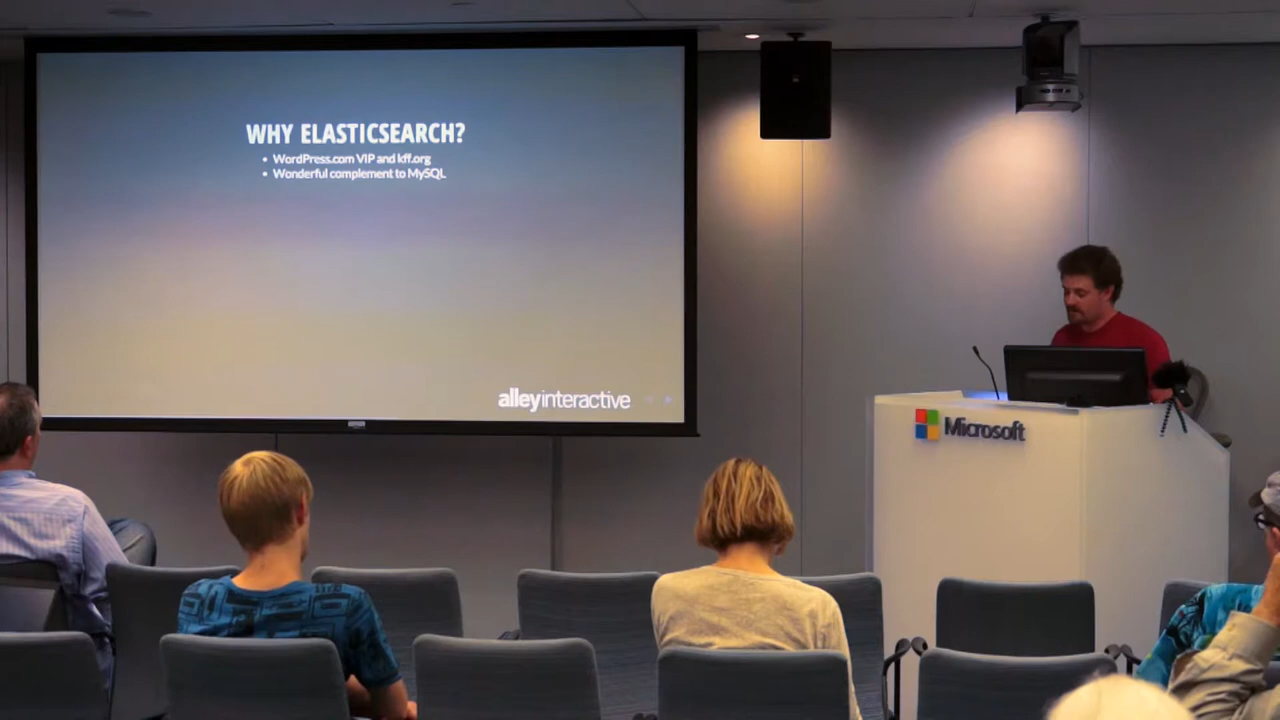 WHY ELASTICSEARCH?
• WordPress.com VIP and kff.org
• Wonderful complement to MySQL
alleyinteractive
Microsoft